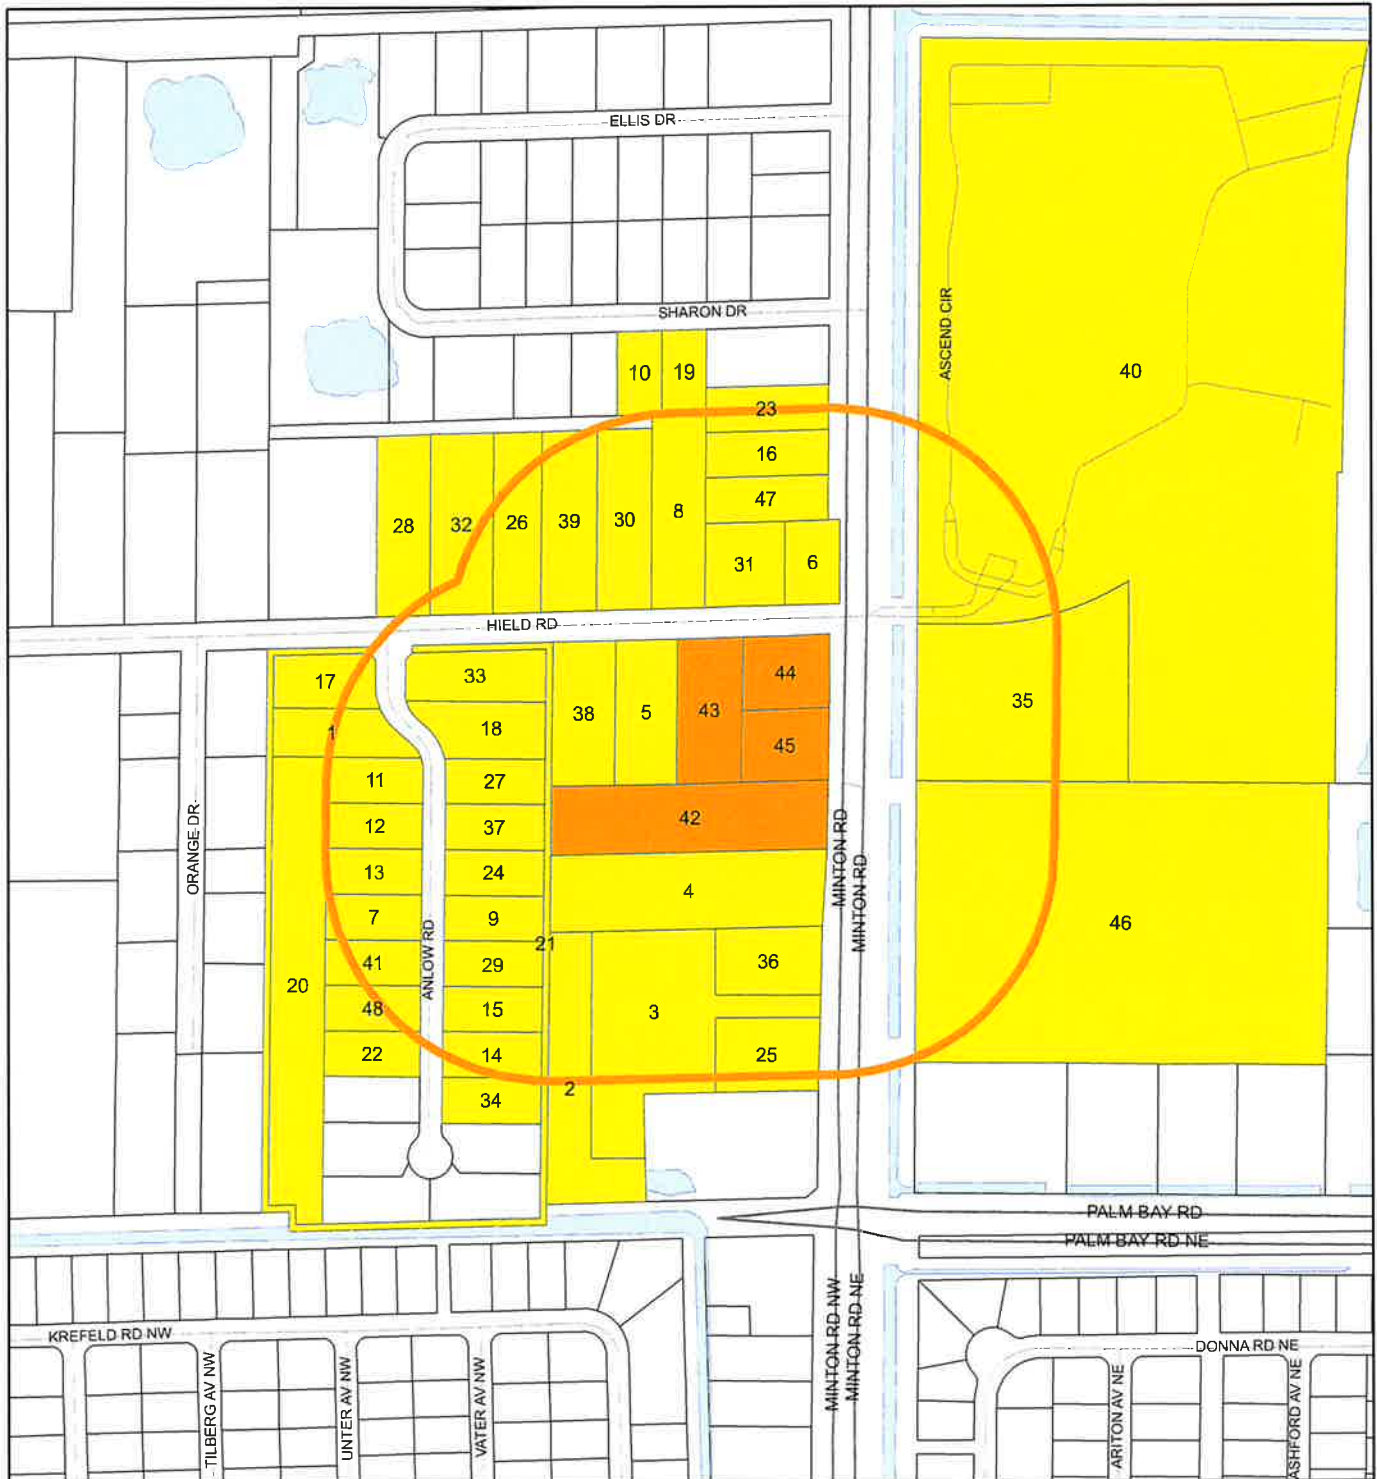 ELLIS DR
SHARON DR
ASCEND CIR
40
10
19
23
16
47
28
32
26
39
30
8
31
6
HIELD RD
17
33
38
5
43
44
35
1
18
45
11
27
42
12
37
MINTON RD
MINTON RD
ORANGE DR
13
24
4
7
9
46
ANLOW RD
21
41
29
36
20
48
15
3
22
14
25
2
34
PALM BAY RD
PALM BAY RD NE
MINTON RD NW
MINTON RD NE
KREFELD RD NW
DONNA RD NE
TILBERG AV NW
UNTER AV NW
VATER AV NW
ARITON AV NE
ASHFORD AV NE